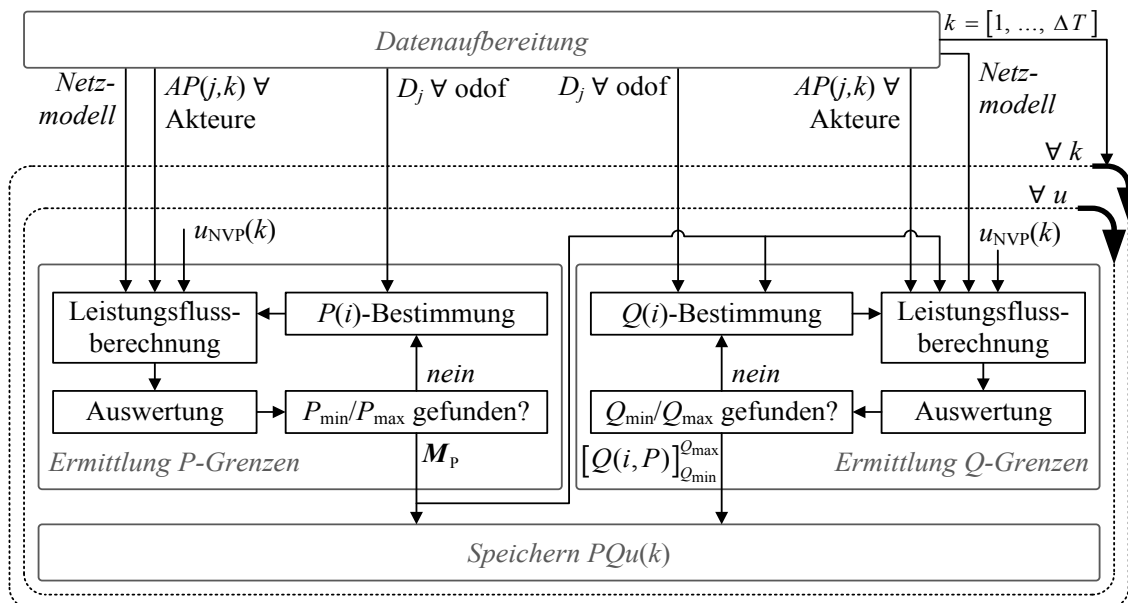 Datenaufbereitung
k = [1, ..., ΔT]
Netz-
modell
AP(j,k) ∀
Akteure
D_j ∀ odof
D_j ∀ odof
AP(j,k) ∀
Akteure
Netz-
modell
∀ k
∀ u
u_NVP(k)
u_NVP(k)
Leistungsfluss-
berechnung
P(i)-Bestimmung
Q(i)-Bestimmung
Leistungsfluss-
berechnung
nein
nein
Auswertung
P_min/P_max gefunden?
Q_min/Q_max gefunden?
Auswertung
Ermittlung P-Grenzen
M_P
[Q(i, P)]_{Q_min}^{Q_max}
Ermittlung Q-Grenzen
Speichern PQu(k)